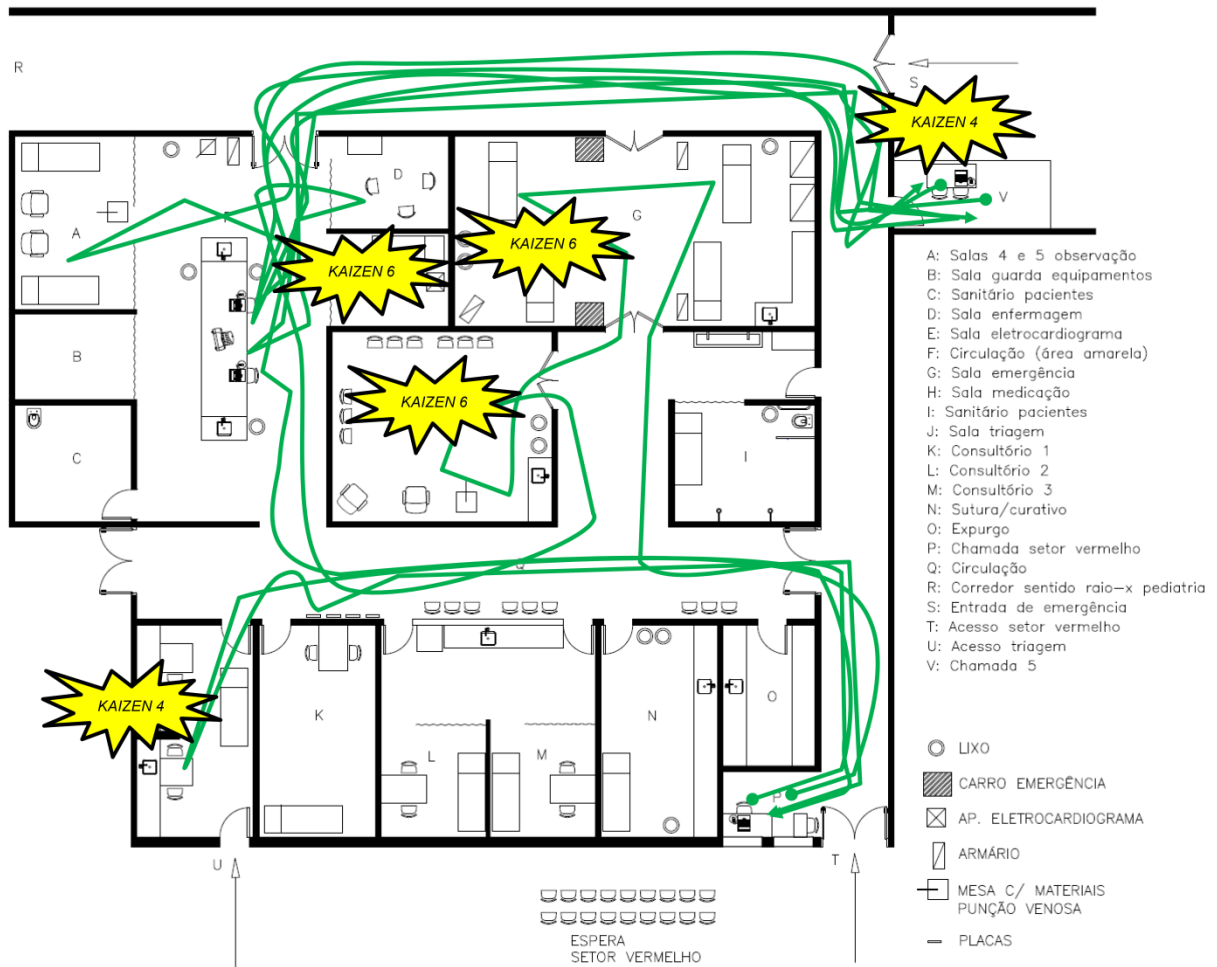 R
S
KAIZEN 4
D
G
V
A
KAIZEN 6
KAIZEN 6
B
KAIZEN 6
C
I
Q
KAIZEN 4
K
L
M
N
O
P
U
T
ESPERA
SETOR VERMELHO
A: Salas 4 e 5 observação
B: Sala guarda equipamentos
C: Sanitário pacientes
D: Sala enfermagem
E: Sala eletrocardiograma
F: Circulação (área amarela)
G: Sala emergência
H: Sala medicação
I: Sanitário pacientes
J: Sala triagem
K: Consultório 1
L: Consultório 2
M: Consultório 3
N: Sutura/curativo
O: Expurgo
P: Chamada setor vermelho
Q: Circulação
R: Corredor sentido raio-x pediatria
S: Entrada de emergência
T: Acesso setor vermelho
U: Acesso triagem
V: Chamada 5
LIXO
CARRO EMERGÊNCIA
AP. ELETROCARDIOGRAMA
ARMÁRIO
MESA C/ MATERIAIS
PUNÇÃO VENOSA
PLACAS